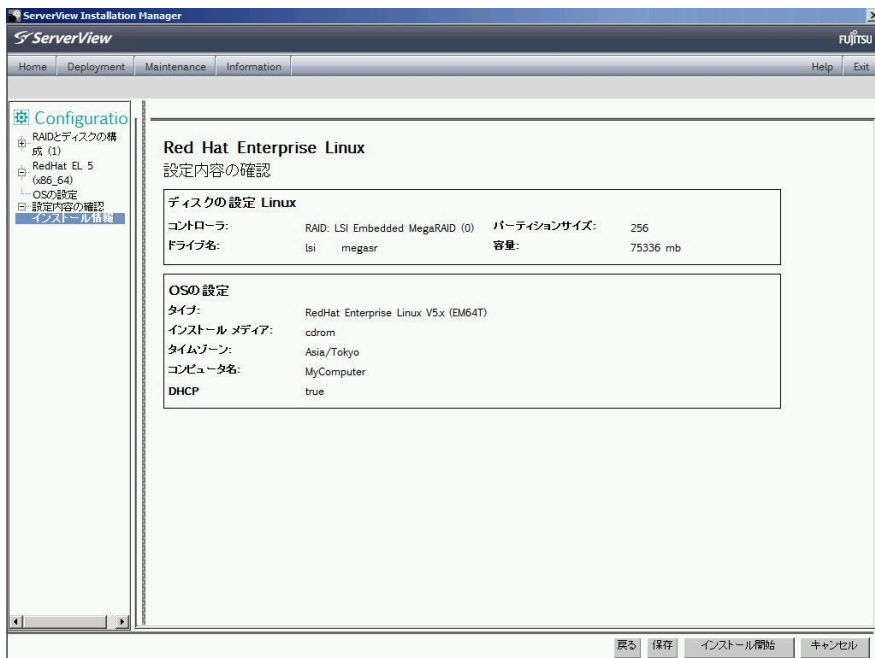 ServerView Installation Manager
ServerView
FUJITSU
Home Deployment Maintenance Information Help Exit
Configuratio
RAIDとディスクの構
成 (1)
RedHat EL 5
(x86_64)
OSの設定
設定内容の確認
インストール情報
Red Hat Enterprise Linux
設定内容の確認
ディスクの設定 Linux
コントローラ: RAID: LSI Embedded MegaRAID (0) パーティションサイズ: 256
ドライブ名: lsi megasr 容量: 75336 mb
OSの設定
タイプ: RedHat Enterprise Linux V5.x (EM64T)
インストール メディア: cdrom
タイムゾーン: Asia/Tokyo
コンピュータ名: MyComputer
DHCP true
戻る 保存 インストール開始 キャンセル